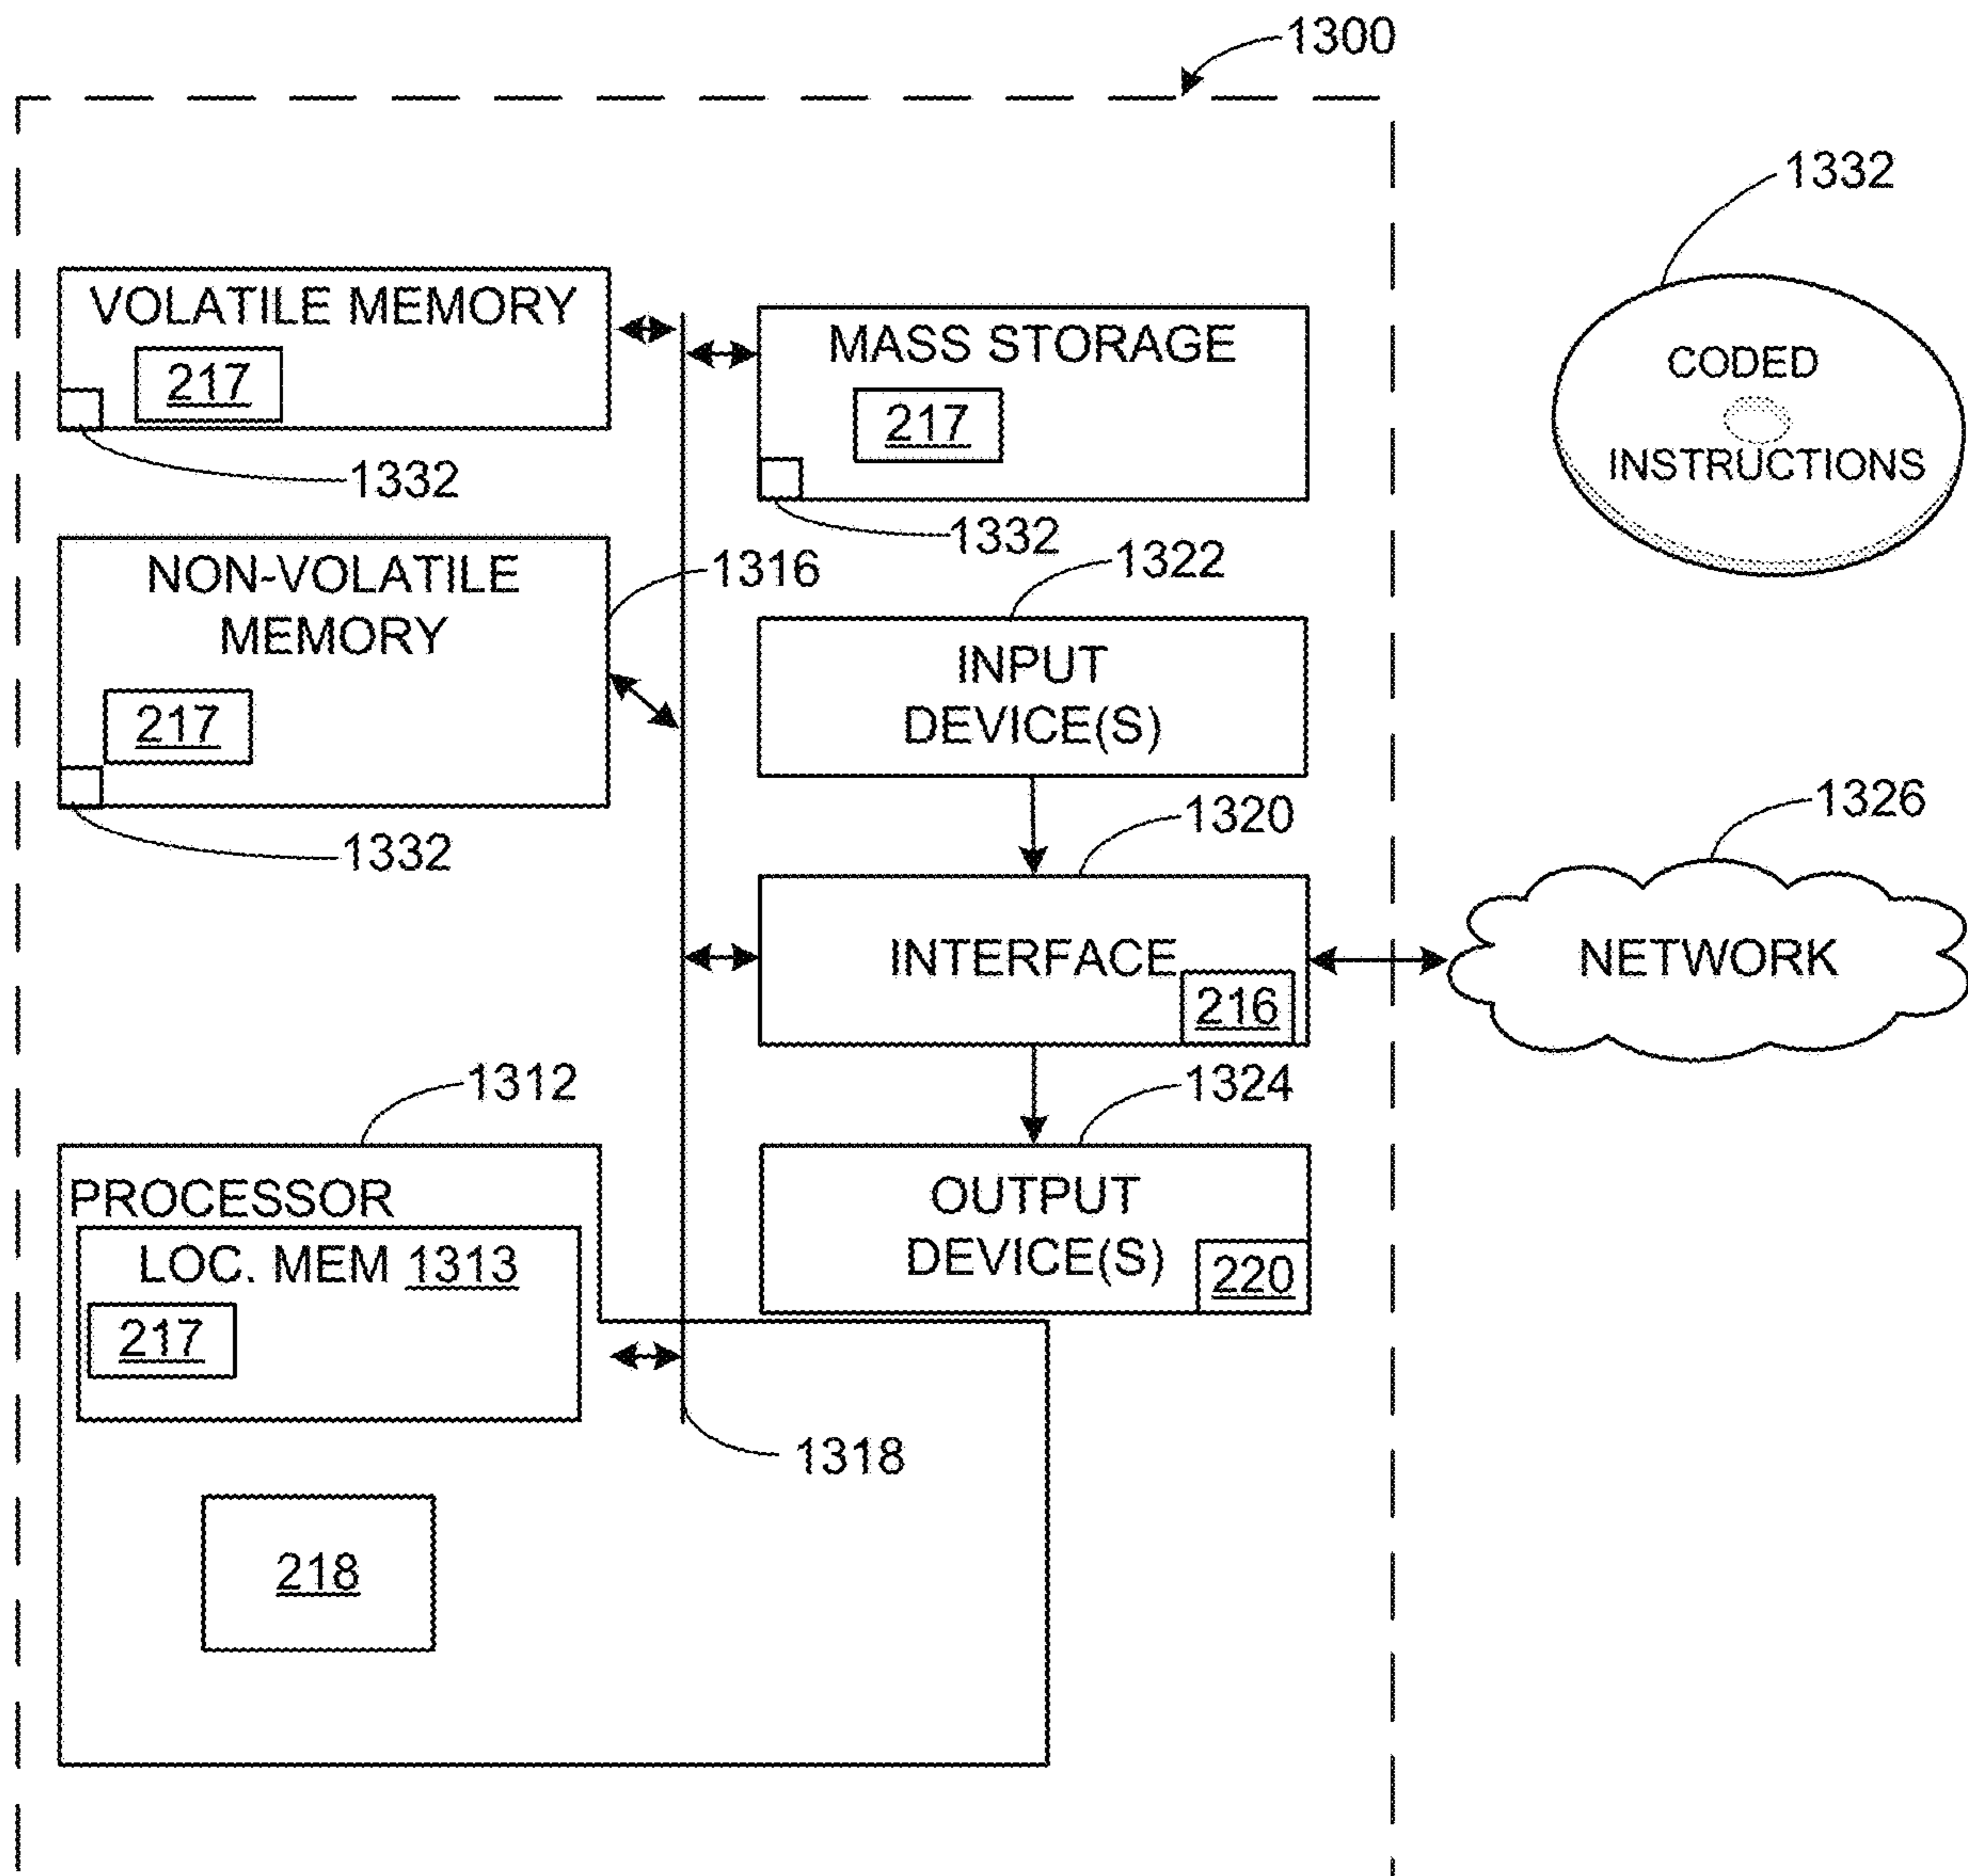 1300
1332
VOLATILE MEMORY
217
1332
MASS STORAGE
217
1332
CODED
INSTRUCTIONS
NON-VOLATILE
MEMORY
217
1332
1316
1322
INPUT
DEVICE(S)
1320
INTERFACE
216
1326
NETWORK
1312
PROCESSOR
LOC. MEM 1313
217
218
1318
1324
OUTPUT
DEVICE(S)
220